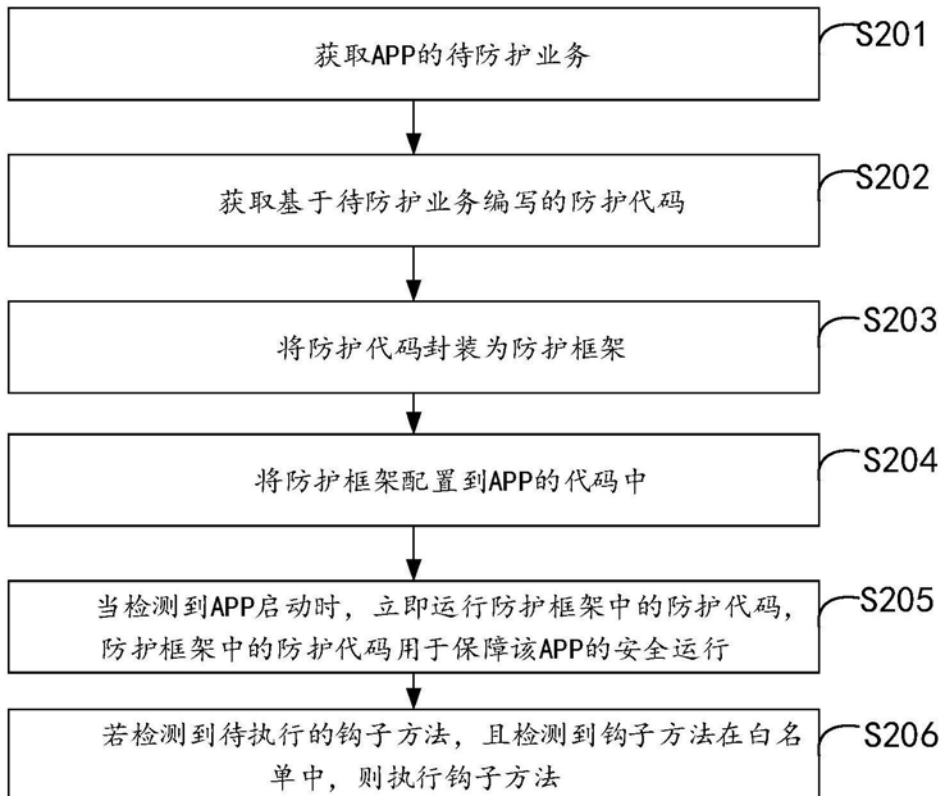 获取APP的待防护业务
S201
获取基于待防护业务编写的防护代码
S202
将防护代码封装为防护框架
S203
将防护框架配置到APP的代码中
S204
当检测到APP启动时，立即运行防护框架中的防护代码，
防护框架中的防护代码用于保障该APP的安全运行
S205
若检测到待执行的钩子方法，且检测到钩子方法在白名
单中，则执行钩子方法
S206